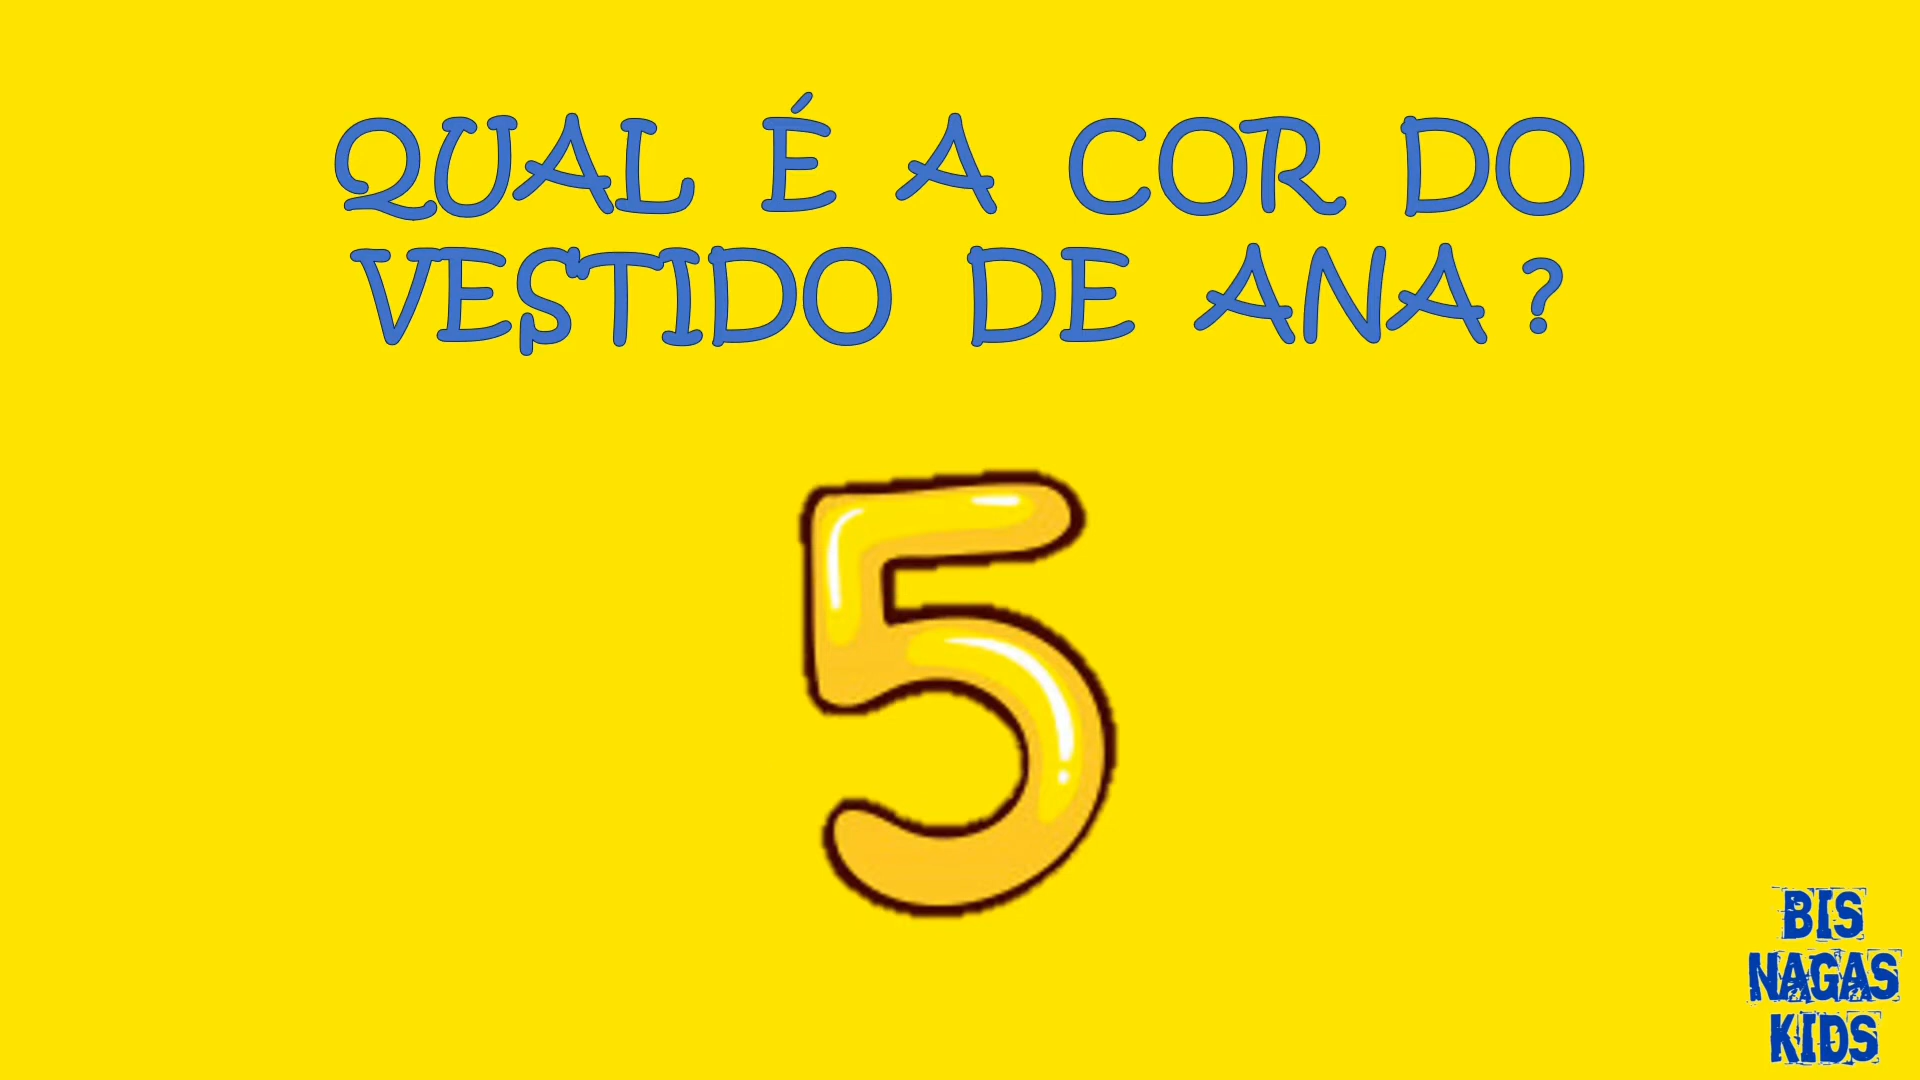 QUAL É A COR DO
VESTIDO DE ANA?
5
BIS
NAGAS
KIDS